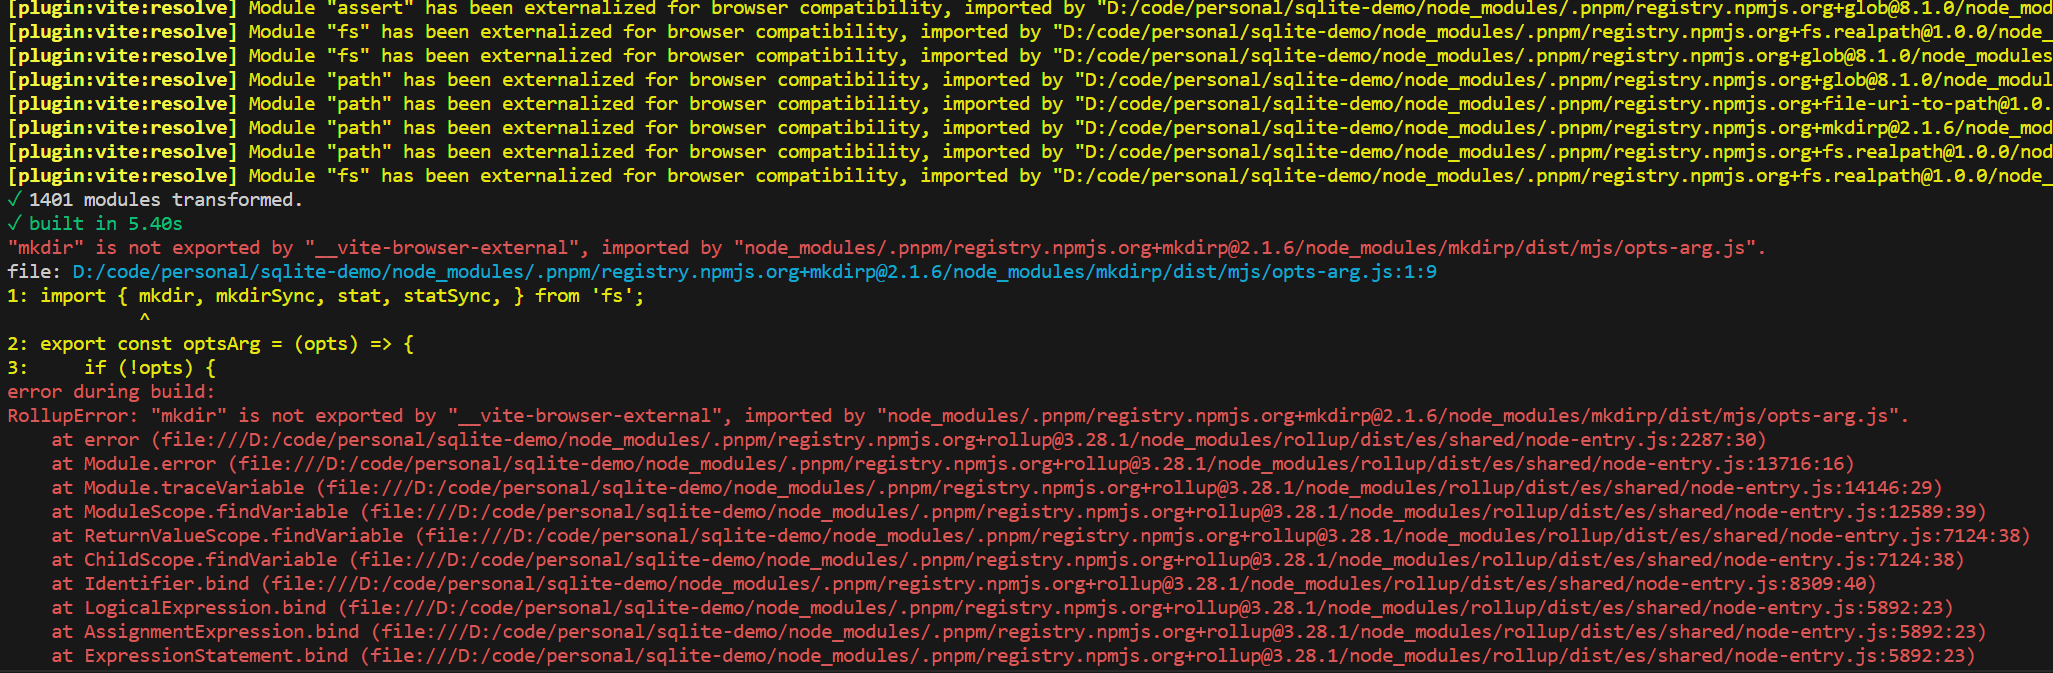 [plugin:vite:resolve] Module "assert" has been externalized for browser compatibility, imported by "D:/code/personal/sqlite-demo/node_modules/.pnpm/registry.npmjs.org+glob@8.1.0/node_mod
[plugin:vite:resolve] Module "fs" has been externalized for browser compatibility, imported by "D:/code/personal/sqlite-demo/node_modules/.pnpm/registry.npmjs.org+fs.realpath@1.0.0/node_
[plugin:vite:resolve] Module "fs" has been externalized for browser compatibility, imported by "D:/code/personal/sqlite-demo/node_modules/.pnpm/registry.npmjs.org+glob@8.1.0/node_modules
[plugin:vite:resolve] Module "path" has been externalized for browser compatibility, imported by "D:/code/personal/sqlite-demo/node_modules/.pnpm/registry.npmjs.org+glob@8.1.0/node_modul
[plugin:vite:resolve] Module "path" has been externalized for browser compatibility, imported by "D:/code/personal/sqlite-demo/node_modules/.pnpm/registry.npmjs.org+file-uri-to-path@1.0.
[plugin:vite:resolve] Module "path" has been externalized for browser compatibility, imported by "D:/code/personal/sqlite-demo/node_modules/.pnpm/registry.npmjs.org+mkdirp@2.1.6/node_mod
[plugin:vite:resolve] Module "path" has been externalized for browser compatibility, imported by "D:/code/personal/sqlite-demo/node_modules/.pnpm/registry.npmjs.org+fs.realpath@1.0.0/nod
[plugin:vite:resolve] Module "fs" has been externalized for browser compatibility, imported by "D:/code/personal/sqlite-demo/node_modules/.pnpm/registry.npmjs.org+fs.realpath@1.0.0/node_
✓ 1401 modules transformed.
✓ built in 5.40s
"mkdir" is not exported by "__vite-browser-external", imported by "node_modules/.pnpm/registry.npmjs.org+mkdirp@2.1.6/node_modules/mkdirp/dist/mjs/opts-arg.js".
file: D:/code/personal/sqlite-demo/node_modules/.pnpm/registry.npmjs.org+mkdirp@2.1.6/node_modules/mkdirp/dist/mjs/opts-arg.js:1:9
1: import { mkdir, mkdirSync, stat, statSync, } from 'fs';
            ^
2: export const optsArg = (opts) => {
3:     if (!opts) {
error during build:
RollupError: "mkdir" is not exported by "__vite-browser-external", imported by "node_modules/.pnpm/registry.npmjs.org+mkdirp@2.1.6/node_modules/mkdirp/dist/mjs/opts-arg.js".
    at error (file:///D:/code/personal/sqlite-demo/node_modules/.pnpm/registry.npmjs.org+rollup@3.28.1/node_modules/rollup/dist/es/shared/node-entry.js:2287:30)
    at Module.error (file:///D:/code/personal/sqlite-demo/node_modules/.pnpm/registry.npmjs.org+rollup@3.28.1/node_modules/rollup/dist/es/shared/node-entry.js:13716:16)
    at Module.traceVariable (file:///D:/code/personal/sqlite-demo/node_modules/.pnpm/registry.npmjs.org+rollup@3.28.1/node_modules/rollup/dist/es/shared/node-entry.js:14146:29)
    at ModuleScope.findVariable (file:///D:/code/personal/sqlite-demo/node_modules/.pnpm/registry.npmjs.org+rollup@3.28.1/node_modules/rollup/dist/es/shared/node-entry.js:12589:39)
    at ReturnValueScope.findVariable (file:///D:/code/personal/sqlite-demo/node_modules/.pnpm/registry.npmjs.org+rollup@3.28.1/node_modules/rollup/dist/es/shared/node-entry.js:7124:38)
    at ChildScope.findVariable (file:///D:/code/personal/sqlite-demo/node_modules/.pnpm/registry.npmjs.org+rollup@3.28.1/node_modules/rollup/dist/es/shared/node-entry.js:7124:38)
    at Identifier.bind (file:///D:/code/personal/sqlite-demo/node_modules/.pnpm/registry.npmjs.org+rollup@3.28.1/node_modules/rollup/dist/es/shared/node-entry.js:8309:40)
    at LogicalExpression.bind (file:///D:/code/personal/sqlite-demo/node_modules/.pnpm/registry.npmjs.org+rollup@3.28.1/node_modules/rollup/dist/es/shared/node-entry.js:5892:23)
    at AssignmentExpression.bind (file:///D:/code/personal/sqlite-demo/node_modules/.pnpm/registry.npmjs.org+rollup@3.28.1/node_modules/rollup/dist/es/shared/node-entry.js:5892:23)
    at ExpressionStatement.bind (file:///D:/code/personal/sqlite-demo/node_modules/.pnpm/registry.npmjs.org+rollup@3.28.1/node_modules/rollup/dist/es/shared/node-entry.js:5892:23)